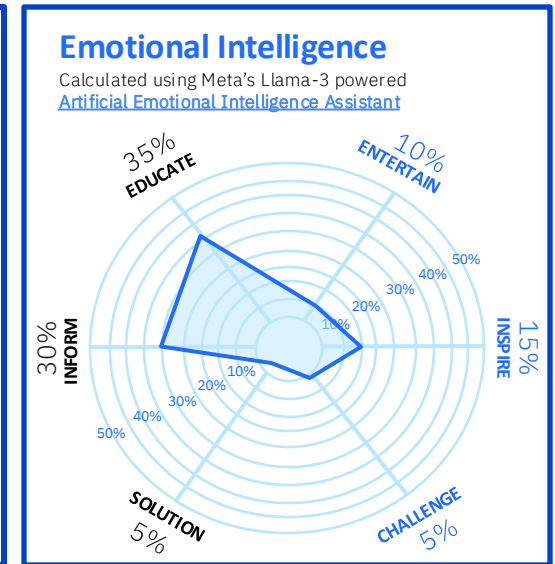 Emotional Intelligence
Calculated using Meta's Llama-3 powered
Artificial Emotional Intelligence Assistant
35%
EDUCATE
10%
ENTERTAIN
50%
40%
30%
20%
10%
30%
INFORM
15%
INSPIRE
10%
20%
30%
40%
50%
SOLUTION
5%
CHALLENGE
5%